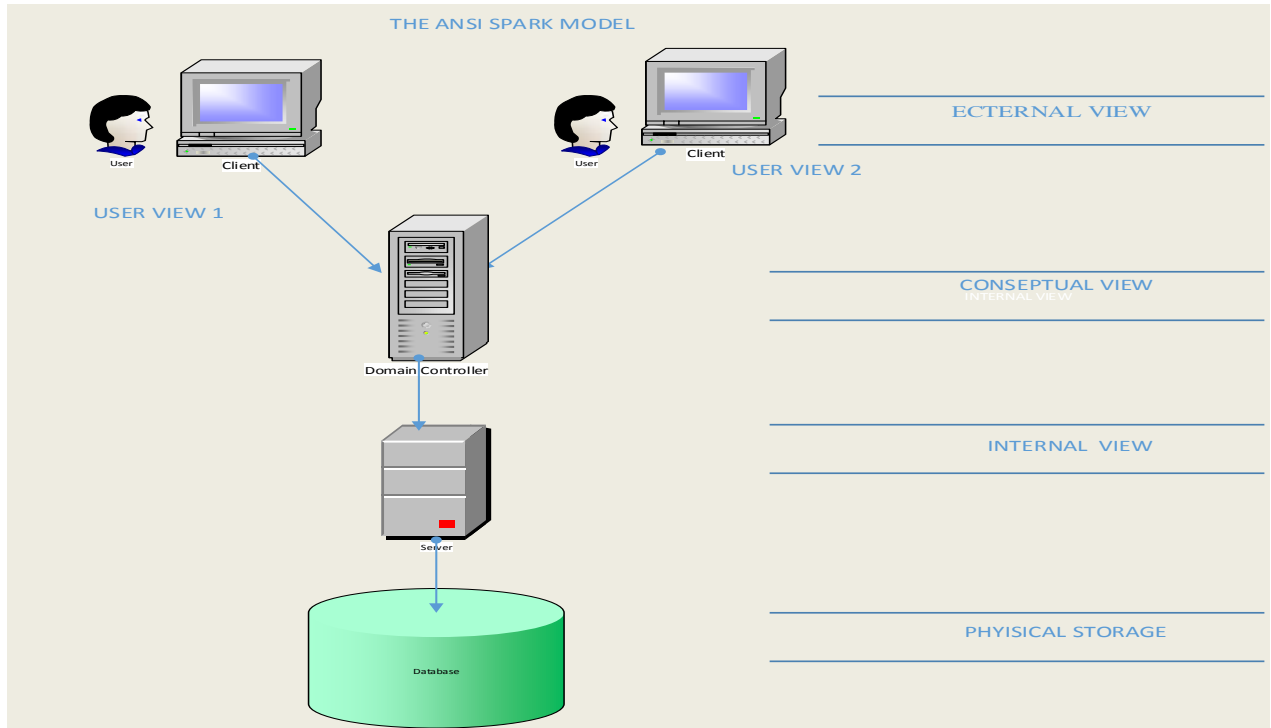 THE ANSI SPARK MODEL
ECTERNAL VIEW
User
Client
User
Client
USER VIEW 2
USER VIEW 1
CONSEPTUAL VIEW
INTERNAL VIEW
Domain Controller
INTERNAL VIEW
Server
PHYISICAL STORAGE
Database